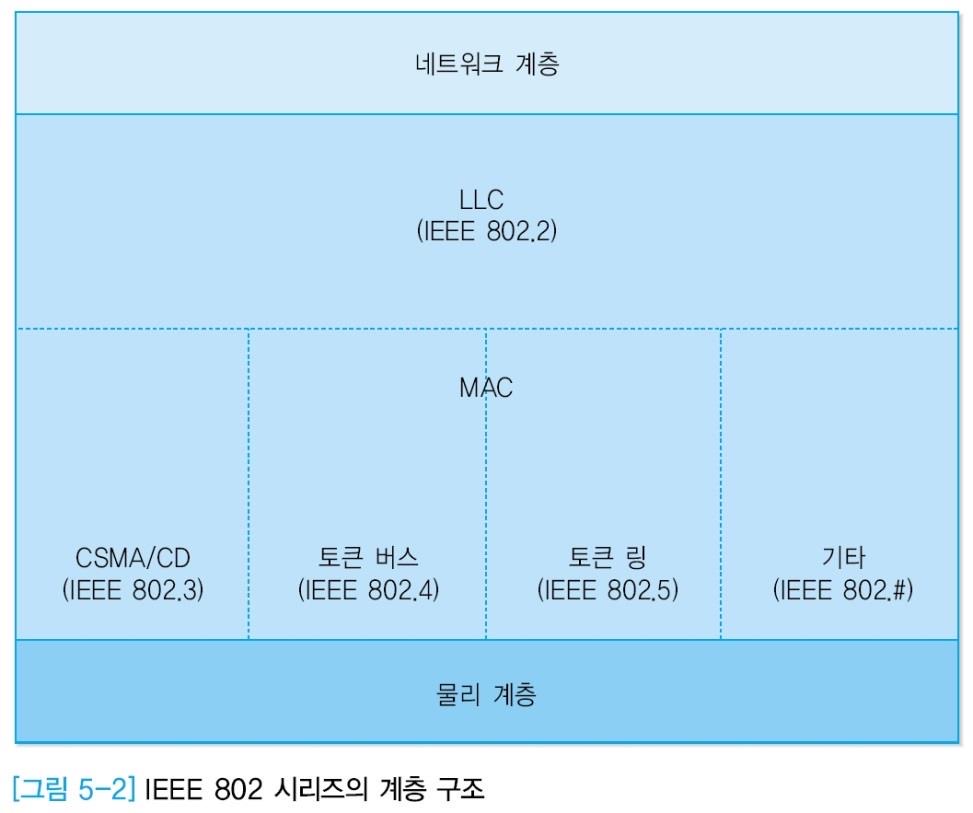 네트워크 계층
LLC
(IEEE 802.2)
MAC
CSMA/CD
(IEEE 802.3)
토큰 버스
(IEEE 802.4)
토큰 링
(IEEE 802.5)
기타
(IEEE 802.#)
물리 계층
[그림 5-2] IEEE 802 시리즈의 계층 구조